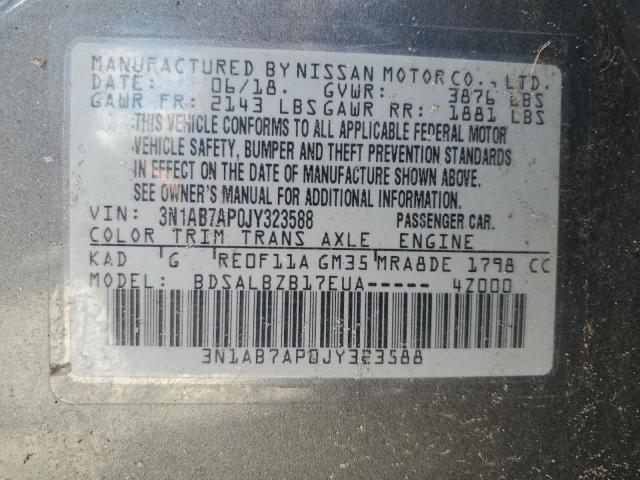 MANUFACTURED BY NISSAN MOTOR CO., LTD.
DATE: 06/18. GVWR: 3876 LBS
GAWR FR: 2143 LBS GAWR RR: 1881 LBS
THIS VEHICLE CONFORMS TO ALL APPLICABLE FEDERAL MOTOR
VEHICLE SAFETY, BUMPER AND THEFT PREVENTION STANDARDS
IN EFFECT ON THE DATE OF MANUFACTURE SHOWN ABOVE.
SEE OWNER'S MANUAL FOR ADDITIONAL INFORMATION.
VIN: 3N1AB7AP0JY323588 PASSENGER CAR.
COLOR TRIM TRANS AXLE ENGINE
KAD G RE0F11A GM35 MRA8DE 1798 CC
MODEL: BDSALBZB17EUA----- 4Z000
3N1AB7AP0JY323588